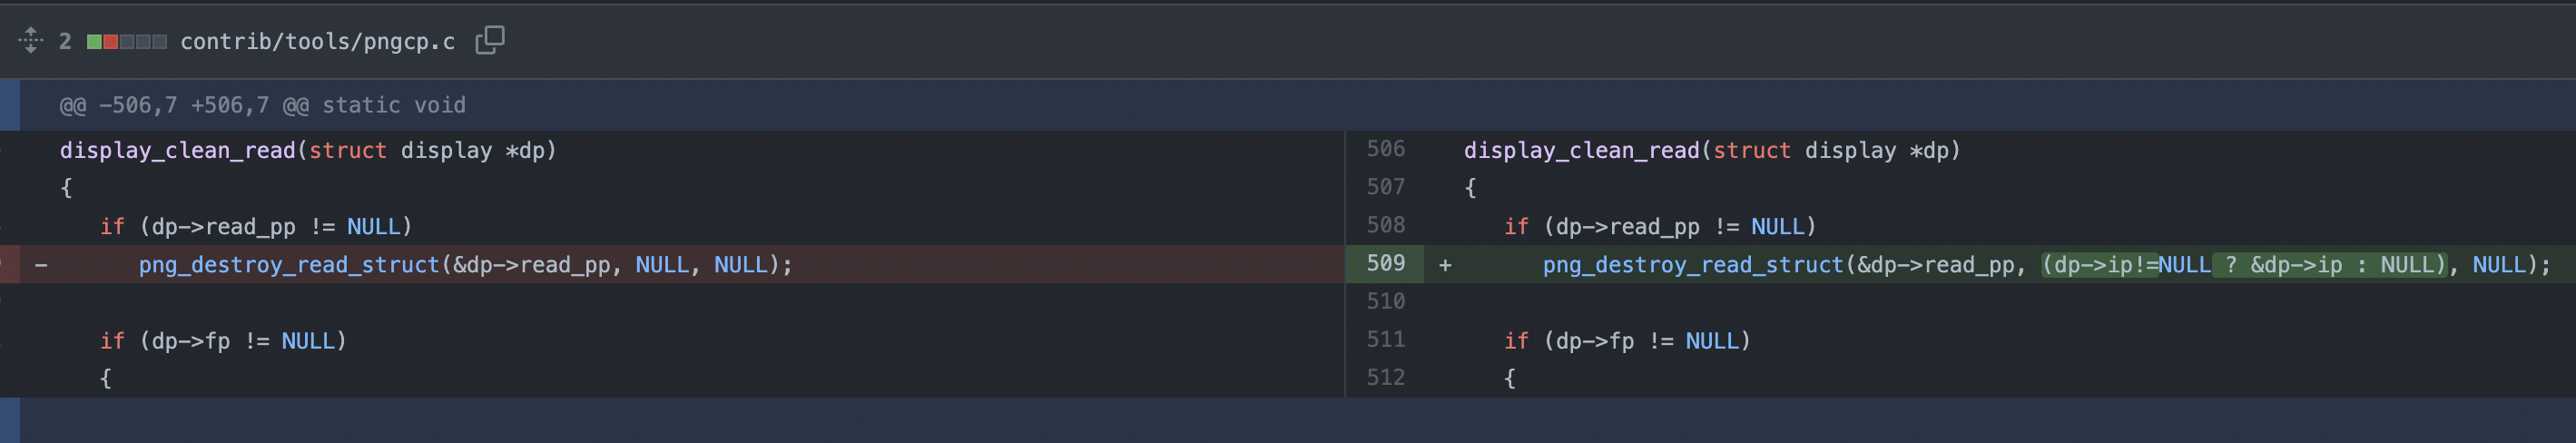 2 contrib/tools/pngcp.c
@@ -506,7 +506,7 @@ static void
display_clean_read(struct display *dp)
{
if (dp->read_pp != NULL)
- png_destroy_read_struct(&dp->read_pp, NULL, NULL);
if (dp->fp != NULL)
{
506 display_clean_read(struct display *dp)
507 {
508 if (dp->read_pp != NULL)
509 + png_destroy_read_struct(&dp->read_pp, (dp->ip!=NULL ? &dp->ip : NULL), NULL);
510
511 if (dp->fp != NULL)
512 {